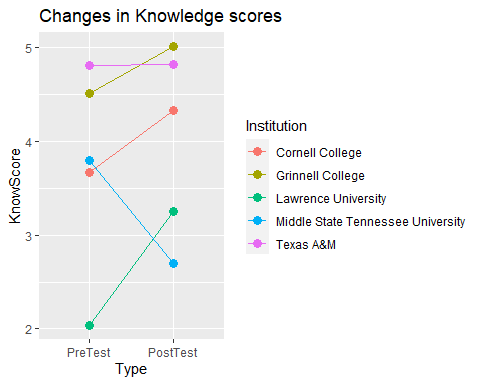 Changes in Knowledge scores
5
4
3
2
KnowScore
PreTest
PostTest
Type
Institution
Cornell College
Grinnell College
Lawrence University
Middle State Tennessee University
Texas A&M